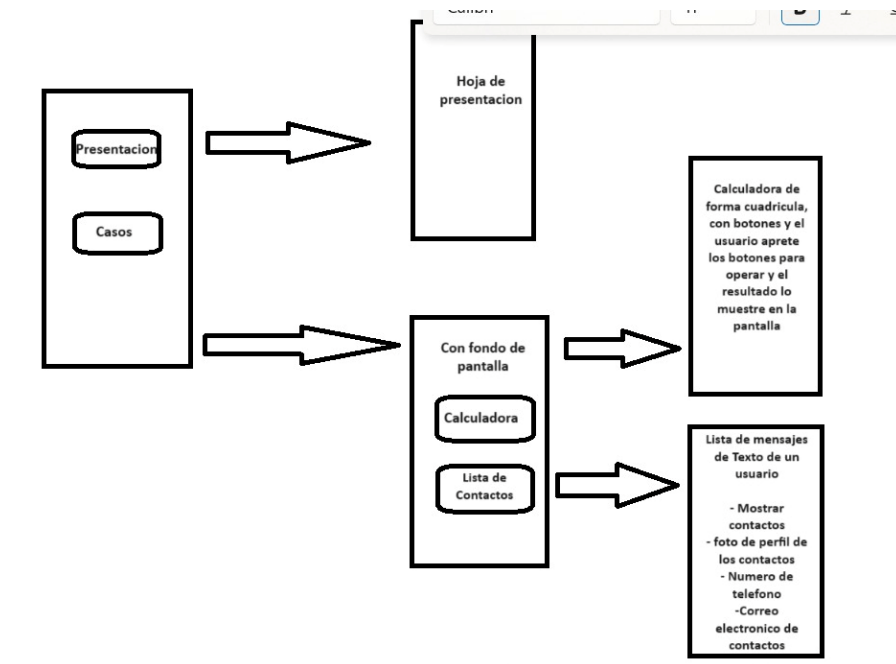 Presentacion
Casos
Hoja de
presentacion
Con fondo de
pantalla
Calculadora
Lista de
Contactos
Calculadora de
forma cuadricula,
con botones y el
usuario aprete
los botones para
operar y el
resultado lo
muestre en la
pantalla
Lista de mensajes
de Texto de un
usuario
- Mostrar
contactos
- foto de perfil de
los contactos
- Numero de
telefono
-Correo
electronico de
contactos